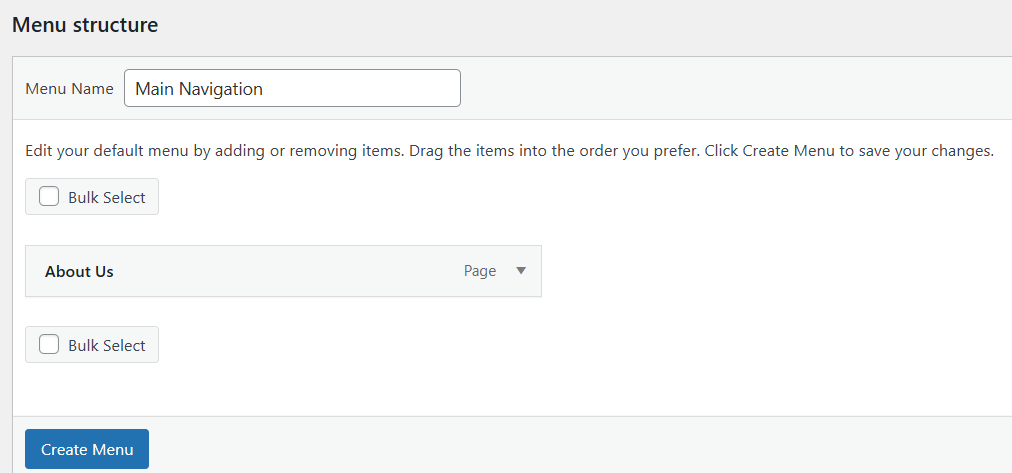 Menu structure
Menu Name Main Navigation
Edit your default menu by adding or removing items. Drag the items into the order you prefer. Click Create Menu to save your changes.
Bulk Select
About Us Page
Bulk Select
Create Menu